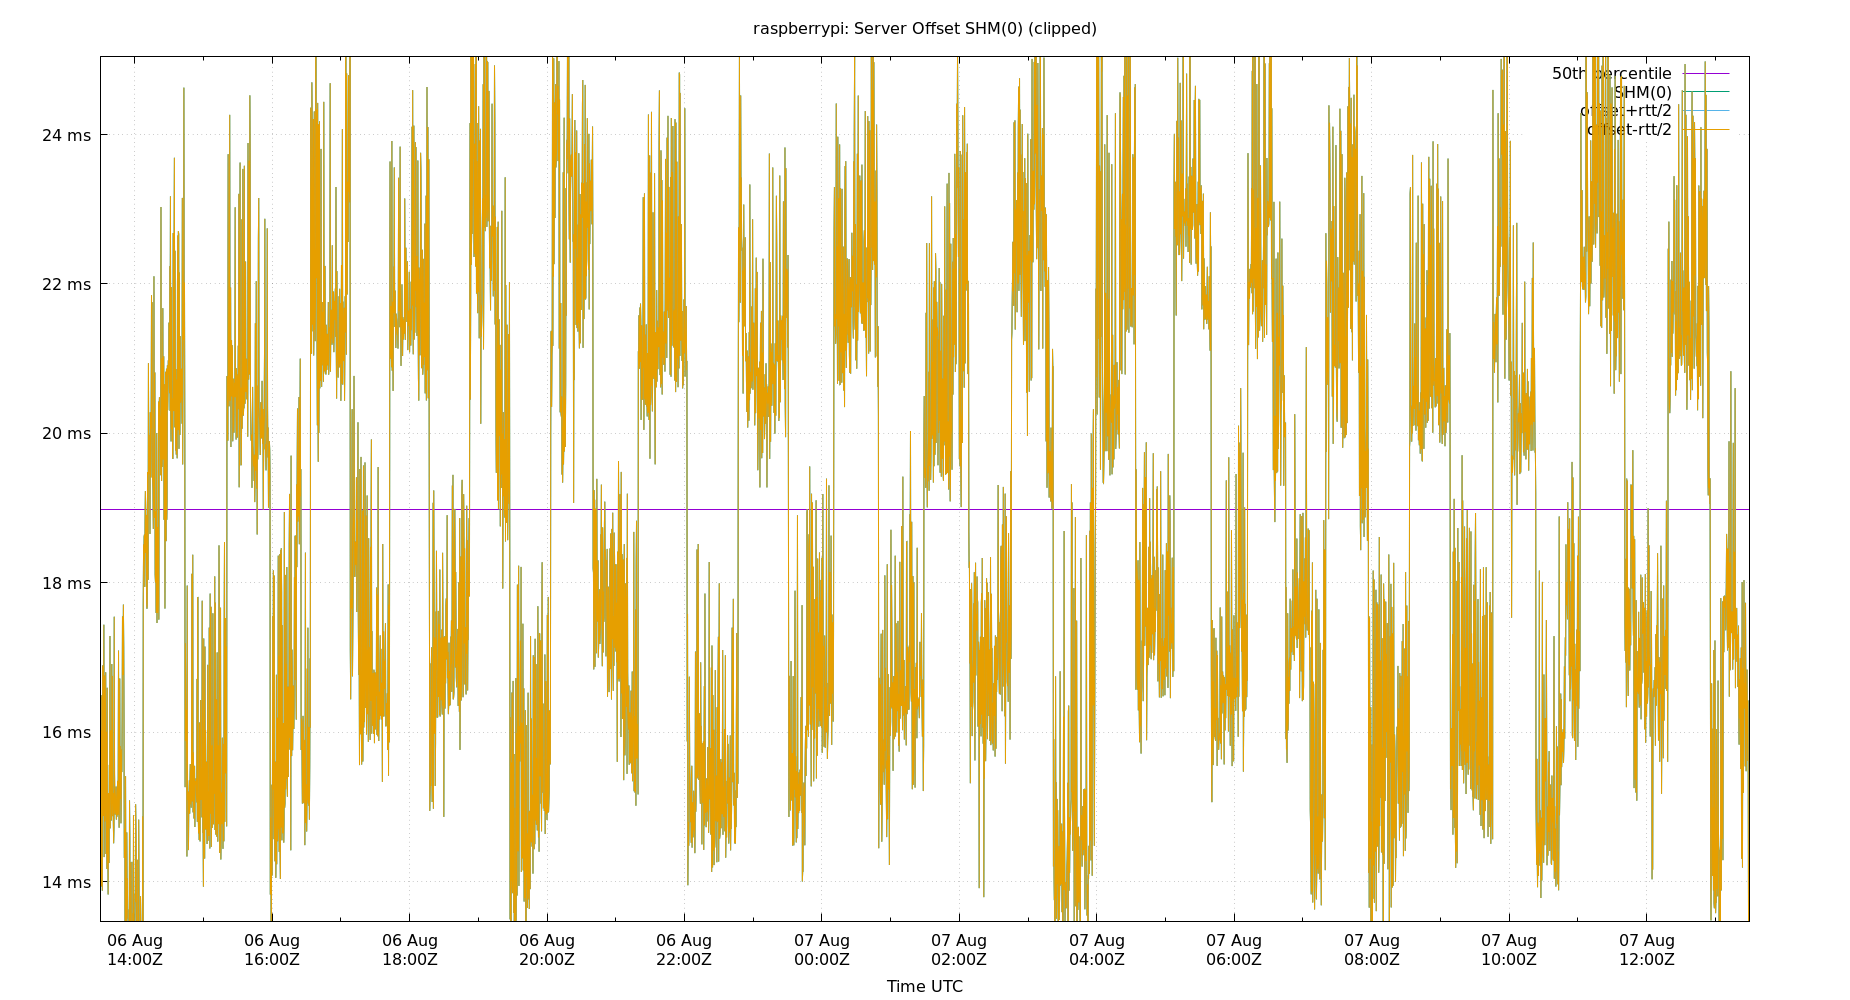 raspberrypi: Server Offset SHM(0) (clipped)
50th percentile
SHM(0)
offset+rtt/2
offset-rtt/2
24 ms
22 ms
20 ms
18 ms
16 ms
14 ms
06 Aug 06 Aug 06 Aug 06 Aug 06 Aug 07 Aug 07 Aug 07 Aug 07 Aug 07 Aug 07 Aug 07 Aug
14:00Z 16:00Z 18:00Z 20:00Z 22:00Z 00:00Z 02:00Z 04:00Z 06:00Z 08:00Z 10:00Z 12:00Z
Time UTC